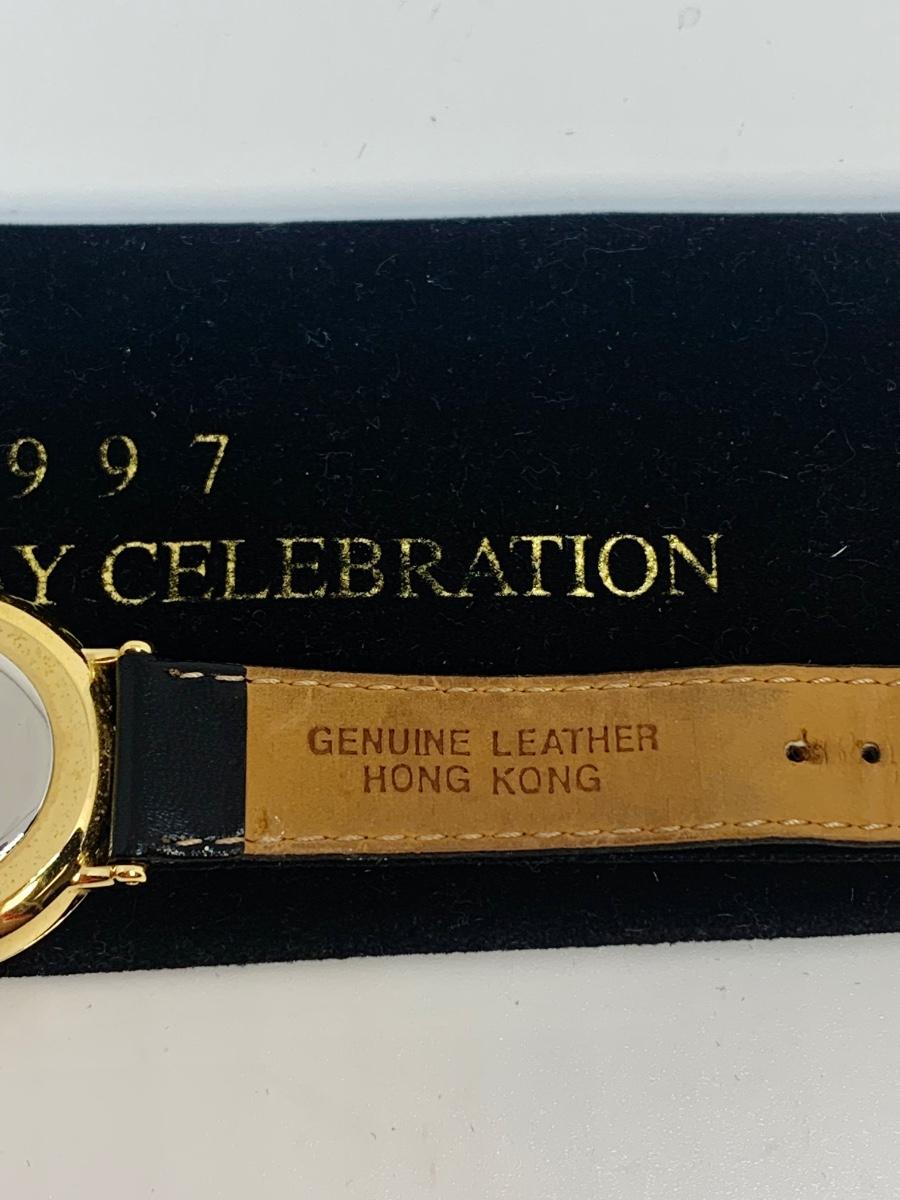 997
Y CELEBRATION
GENUINE LEATHER
HONG KONG